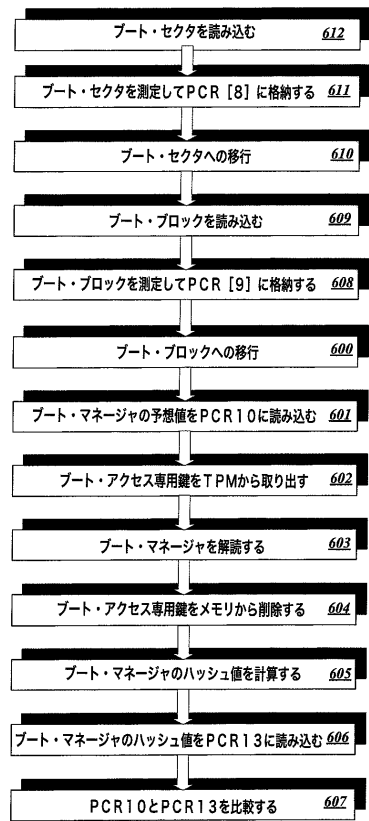 ブート・セクタを読み込む 612
ブート・セクタを測定してPCR[8]に格納する 611
ブート・セクタへの移行 610
ブート・ブロックを読み込む 609
ブート・ブロックを測定してPCR[9]に格納する 608
ブート・ブロックへの移行 600
ブート・マネージャの予想値をPCR10に読み込む 601
ブート・アクセス専用鍵をTPMから取り出す 602
ブート・マネージャを解読する 603
ブート・アクセス専用鍵をメモリから削除する 604
ブート・マネージャのハッシュ値を計算する 605
ブート・マネージャのハッシュ値をPCR13に読み込む 606
PCR10とPCR13を比較する 607